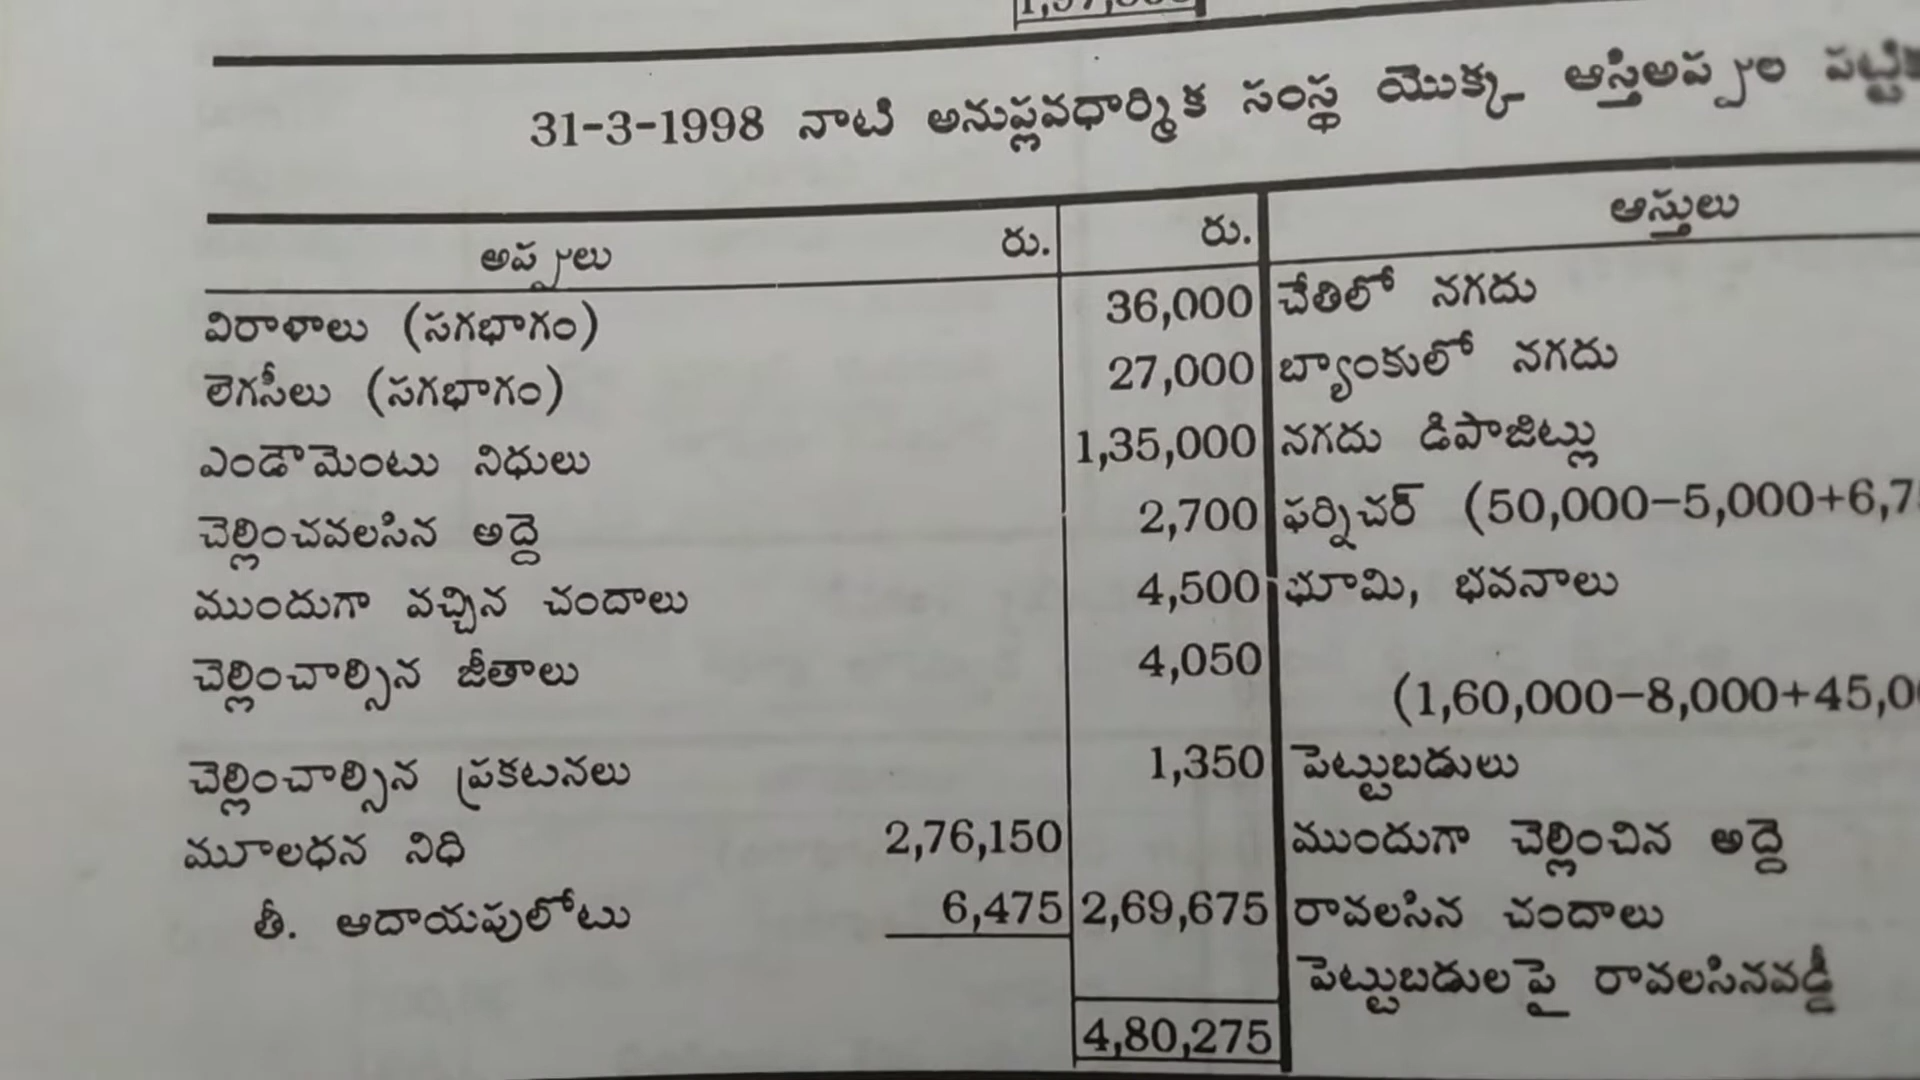 31-3-1998 నాటి అనుప్లవధార్మిక సంస్థ యొక్క ఆస్తిఅప్పుల
అప్పులు రు. రు. ఆస్తులు
విరాళాలు (సగభాగం) 36,000 చేతిలో నగదు
లెగసీలు (సగభాగం) 27,000 బ్యాంకులో నగదు
ఎండౌమెంటు నిధులు 1,35,000 నగదు డిపాజిట్లు
చెల్లించవలసిన అద్దె 2,700 ఫర్నిచర్ (50,000–5,000+6,7
ముందుగా వచ్చిన చందాలు 4,500 భూమి, భవనాలు
చెల్లించాల్సిన జీతాలు 4,050
(1,60,000–8,000+45,0
చెల్లించాల్సిన ప్రకటనలు 1,350 పెట్టుబడులు
మూలధన నిధి 2,76,150 ముందుగా చెల్లించిన అద్దె
తీ. ఆదాయపులోటు 6,475 2,69,675 రావలసిన చందాలు
పెట్టుబడులపై రావలసినవడ్డీ
4,80,275